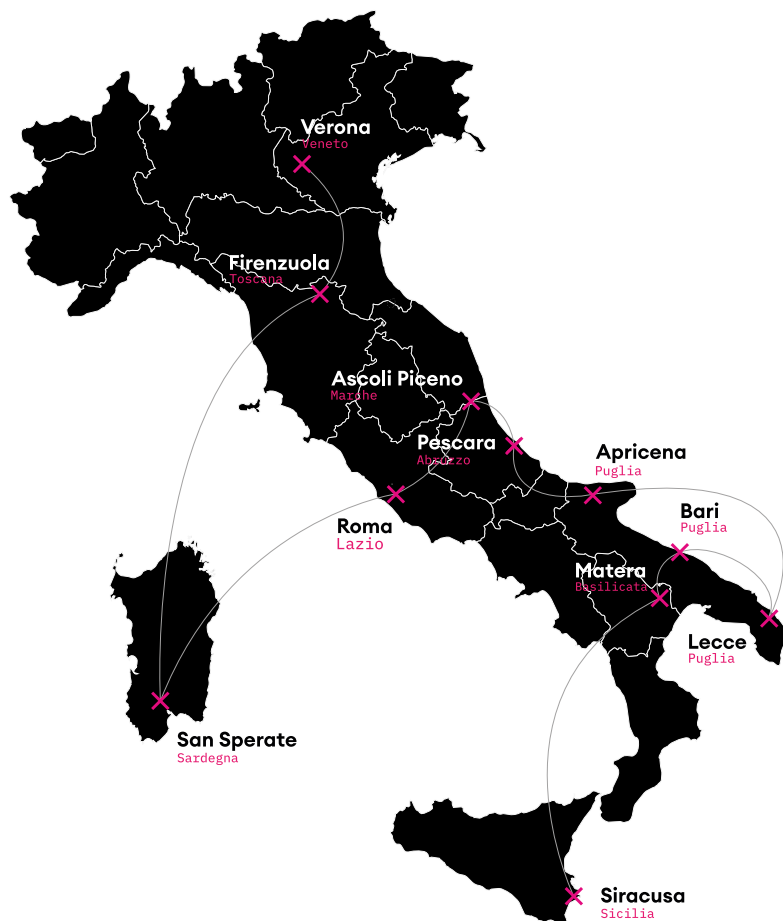 Verona
Veneto
Firenzuola
Toscana
Ascoli Piceno
Marche
Pescara
Abruzzo
Apricena
Puglia
Bari
Puglia
Roma
Lazio
Matera
Basilicata
Lecce
Puglia
San Sperate
Sardegna
Siracusa
Sicilia